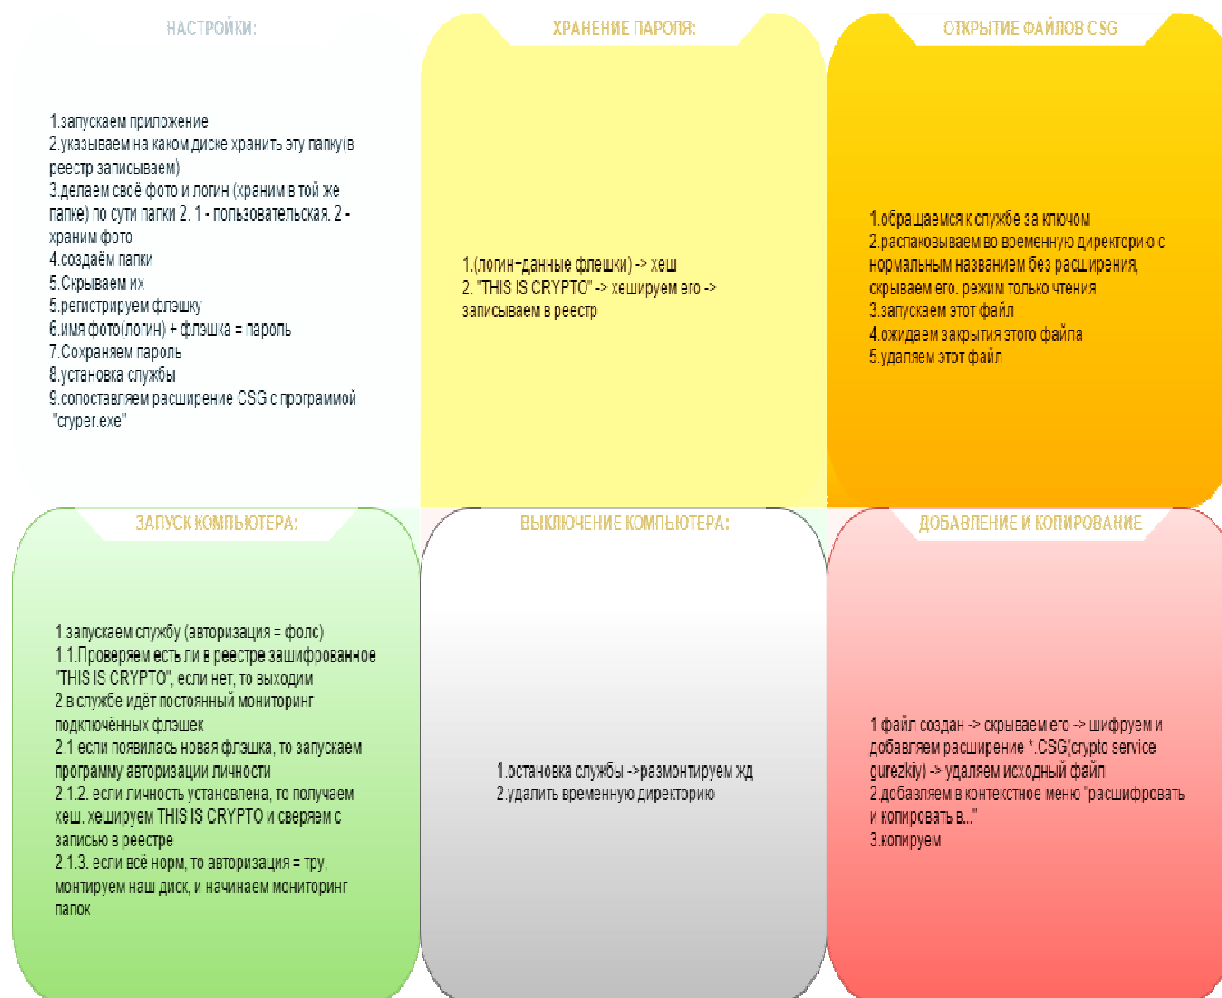 НАСТРОЙКИ:
1.запускаем приложение
2.указываем на каком диске хранить эту папку(в
реестр записываем)
3.делаем своё фото и логин (храним в той же
папке) по сути папки 2. 1 - пользовательская. 2 -
храним фото
4.создаём папки
5.Скрываем их
5.регистрируем флэшку
6.имя фото(логин) + флэшка = пароль
7.Сохраняем пароль
8.установка службы
9.сопоставляем расширение CSG с программой
"cryper.exe"
ХРАНЕНИЕ ПАРОЛЯ:
1.(логин+данные флешки) -> хеш
2. "THIS IS CRYPTO" -> хешируем его ->
записываем в реестр
ОТКРЫТИЕ ФАЙЛОВ CSG
1.обращаемся к службе за ключом
2.распаковываем во временную директорию с
нормальным названием без расширения,
скрываем его. режим только чтения
3.запускаем этот файл
4.ожидаем закрытия этого файла
5.удаляем этот файл
ЗАПУСК КОМПЬЮТЕРА:
1 запускаем службу (авторизация = фолс)
1.1.Проверяем есть ли в реестре зашифрованное
"THIS IS CRYPTO", если нет, то выходим
2 в службе идёт постоянный мониторинг
подключённых флэшек
2.1 если появилась новая флэшка, то запускаем
программу авторизации личности
2.1.2. если личность установлена, то получаем
хеш. хешируем THIS IS CRYPTO и сверяем с
записью в реестре
2.1.3. если всё норм, то авторизация = тру,
монтируем наш диск, и начинаем мониторинг
папок
ВЫКЛЮЧЕНИЕ КОМПЬЮТЕРА:
1.остановка службы ->размонтируем жд
2.удалить временную директорию
ДОБАВЛЕНИЕ И КОПИРОВАНИЕ
1 файл создан -> скрываем его -> шифруем и
добавляем расширение *.CSG(crypto service
gurezkiy) -> удаляем исходный файл
2.добавляем в контекстное меню "расшифровать
и копировать в..."
3.копируем